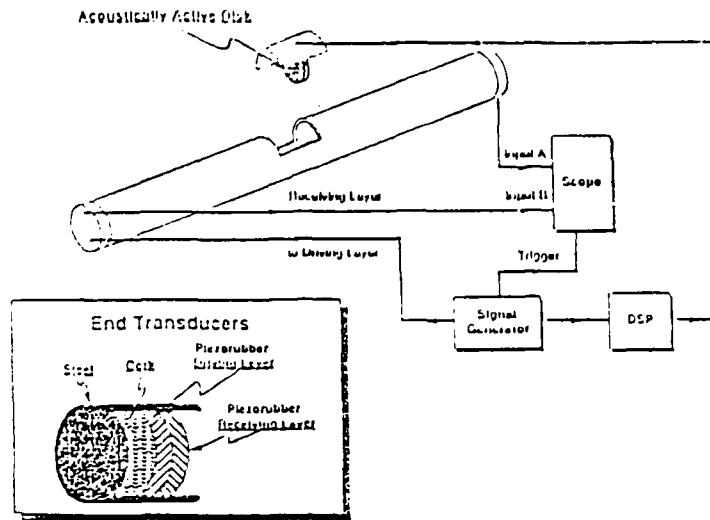 Acoustically Active Disk
Input A
Scope
Receiving Layer
Input B
to Driving Layer
Trigger
Signal
Generator
DSP
End Transducers
Piezorubber
Driving Layer
Steel
Cork
Piezorubber
Receiving Layer